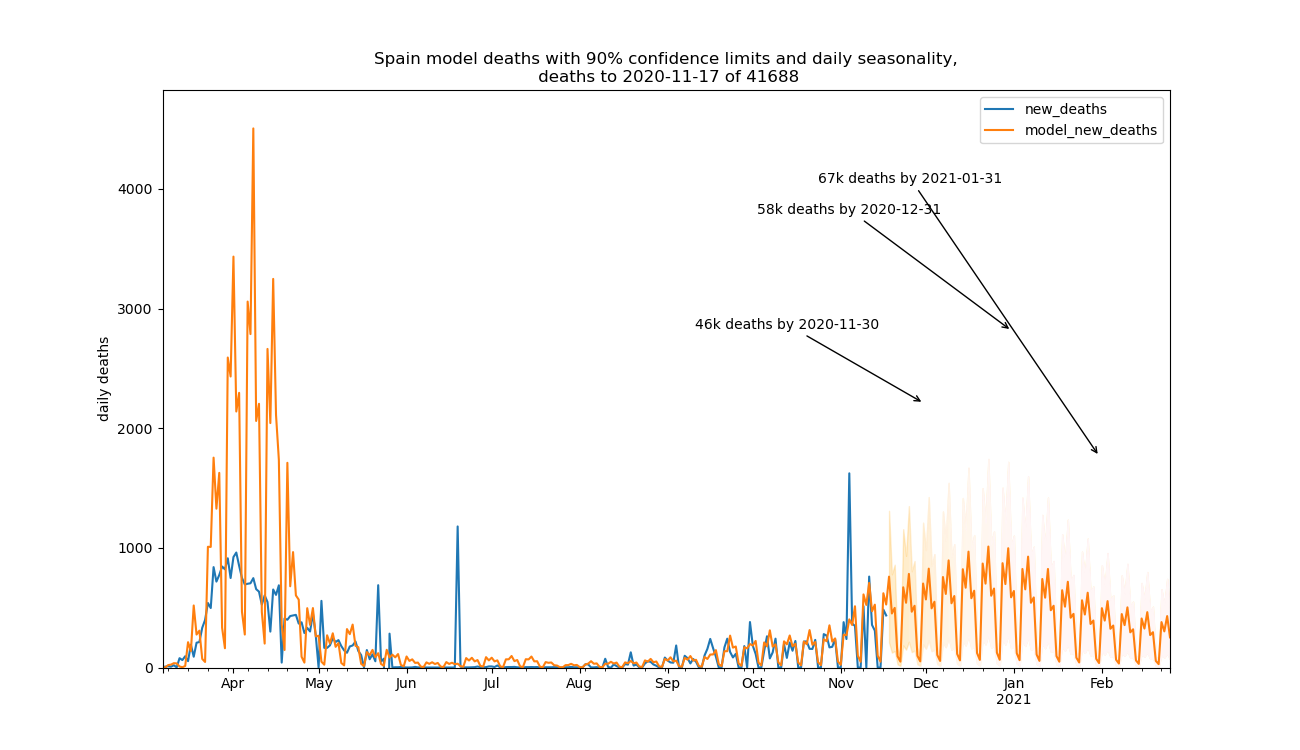 Spain model deaths with 90% confidence limits and daily seasonality,
deaths to 2020-11-17 of 41688
new_deaths
model_new_deaths
67k deaths by 2021-01-31
58k deaths by 2020-12-31
46k deaths by 2020-11-30
daily deaths
4000
3000
2000
1000
0
Apr May Jun Jul Aug Sep Oct Nov Dec Jan Feb
2021